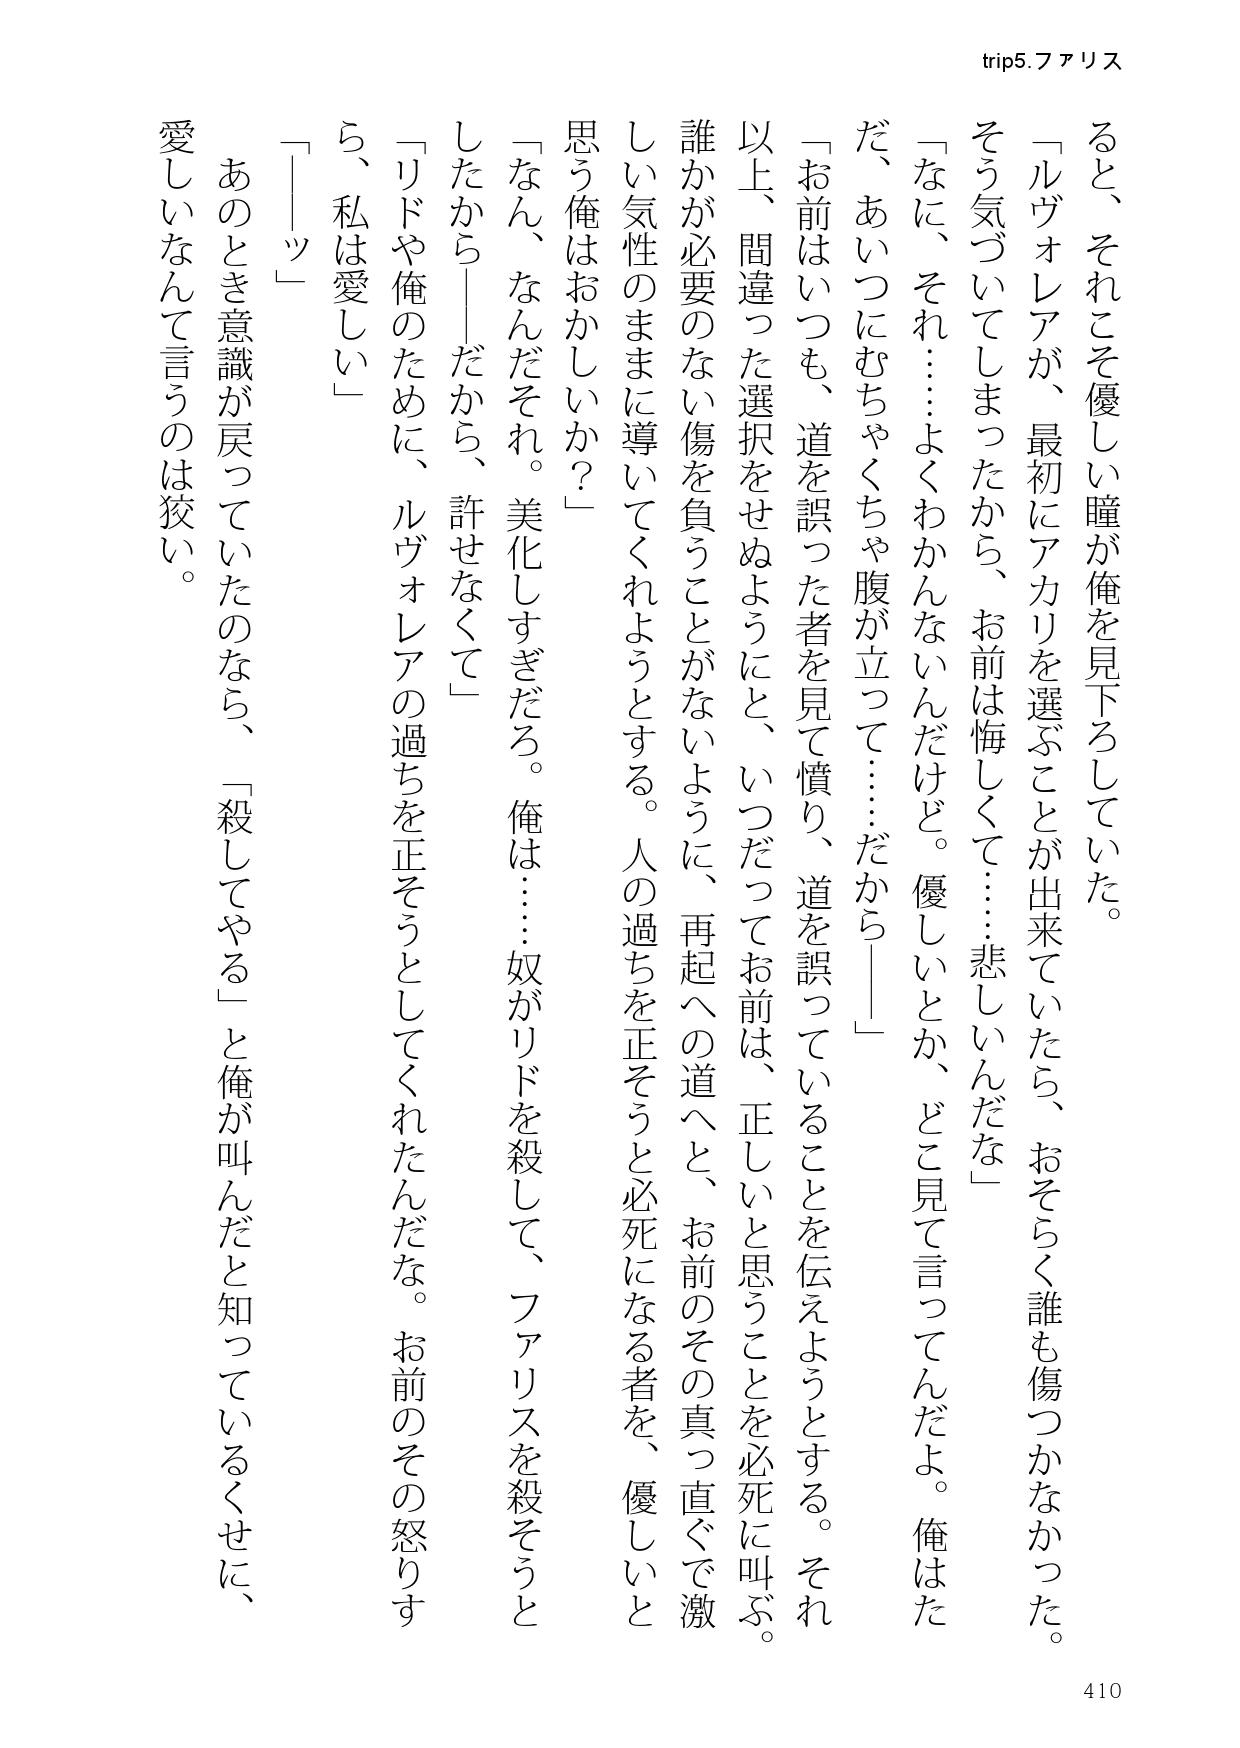 trip5.ファリス
ると、それこそ優しい瞳が俺を見下ろしていた。
「ルヴォレアが、最初にアカリを選ぶことが出来ていたら、おそらく誰も傷つかなかった。
そう気づいてしまったから、お前は悔しくて……悲しいんだな」
「なに、それ……よくわかんないんだけど。優しいとか、どこ見て言ってんだよ。俺はた
だ、あいつにむちゃくちゃ腹が立って……だから――」
「お前はいつも、道を誤った者を見て憤り、道を誤っていることを伝えようとする。それ
以上、間違った選択をせぬようにと、いつだってお前は、正しいと思うことを必死に叫ぶ。
誰かが必要のない傷を負うことがないように、再起への道へと、お前のその真っ直ぐで激
しい気性のままに導いてくれようとする。人の過ちを正そうと必死になる者を、優しいと
思う俺はおかしいか？」
「なん、なんだそれ。美化しすぎだろ。俺は……奴がリドを殺して、ファリスを殺そうと
したから――だから、許せなくて」
「リドや俺のために、ルヴォレアの過ちを正そうとしてくれたんだな。お前のその怒りす
ら、私は愛しい」
「――ッ」
　あのとき意識が戻っていたのなら、「殺してやる」と俺が叫んだと知っているくせに、
愛しいなんて言うのは狡い。
410